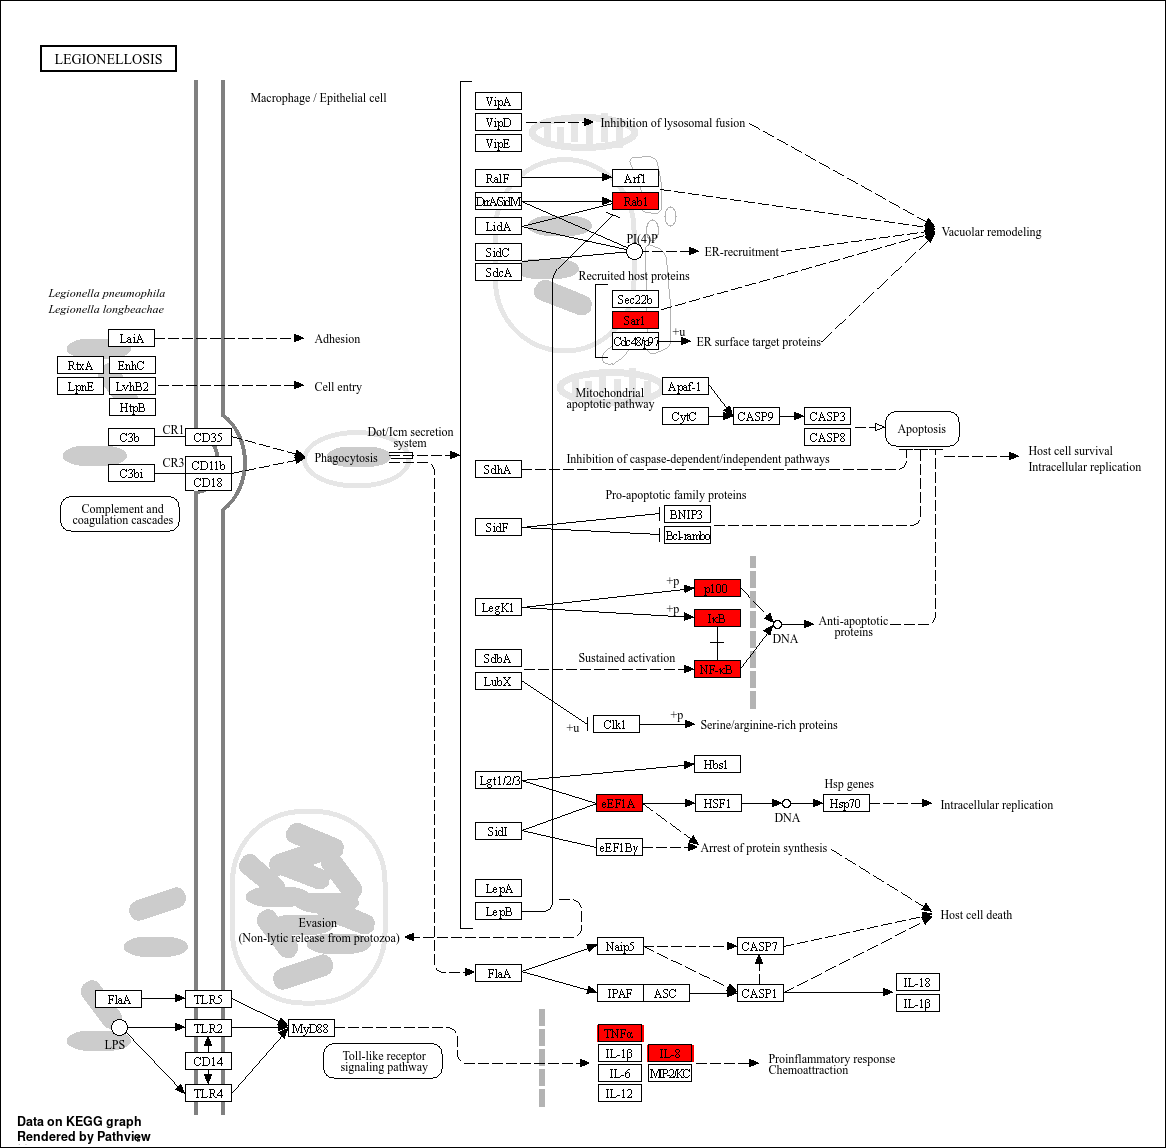 LEGIONELLOSIS
Macrophage / Epithelial cell
VipA
VipD
VipE
Inhibition of lysosomal fusion
RalF
Arf1
DrrA/SidM
Rab1
LidA
Vacuolar remodeling
PI(4)P
SidC
ER-recruitment
SdcA
Recruited host proteins
Legionella pneumophila
Legionella longbeachae
Sec22b
Sar1
+u
Cdc48/p97
ER surface target proteins
LaiA
Adhesion
RtxA
EnhC
LpnE
LvhB2
Cell entry
HtpB
Mitochondrial
apoptotic pathway
Apaf-1
CytC
CASP9
CASP3
CASP8
Apoptosis
C3b
CR1
CD35
Dot/Icm secretion
system
Phagocytosis
CR3
CD11b
C3bi
CD18
SdhA
Inhibition of caspase-dependent/independent pathways
Host cell survival
Intracellular replication
Complement and
coagulation cascades
Pro-apoptotic family proteins
BNIP3
SidF
Bcl-rambo
+p
p100
LegK1
+p
IκB
DNA
Anti-apoptotic
proteins
SdbA
Sustained activation
NF-κB
LubX
+u
Clk1
+p
Serine/arginine-rich proteins
Hbs1
Lgt1/2/3
Hsp genes
eEF1A
HSF1
DNA
Hsp70
Intracellular replication
SidI
eEF1Bγ
Arrest of protein synthesis
LepA
LepB
Host cell death
Evasion
(Non-lytic release from protozoa)
Naip5
CASP7
FlaA
IPAF
ASC
CASP1
IL-18
IL-1β
FlaA
TLR5
LPS
TLR2
MyD88
CD14
TLR4
Toll-like receptor
signaling pathway
TNFα
IL-1β
IL-8
IL-6
MIP2/KC
IL-12
Proinflammatory response
Chemoattraction
Data on KEGG graph
Rendered by Pathview